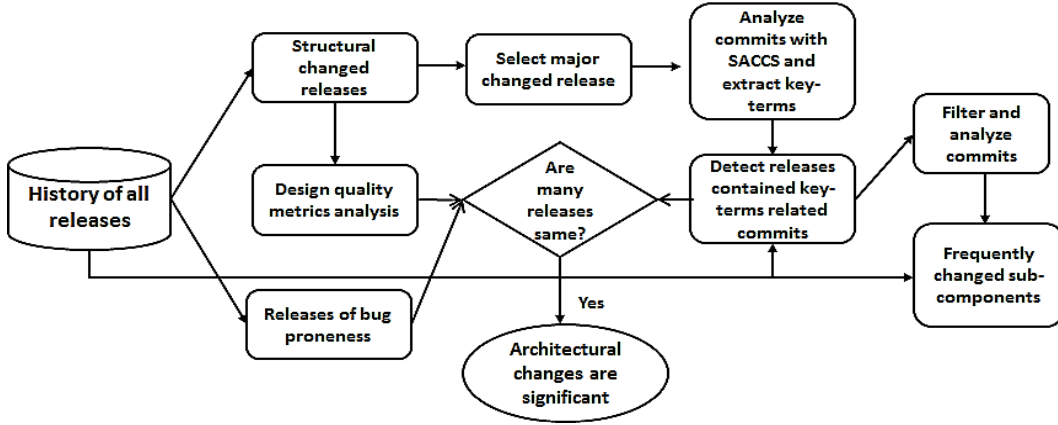 Structural
changed
releases
Select major
changed release
Analyze
commits with
SACCS and
extract key-
terms
Filter and
analyze
commits
History of all
releases
Design quality
metrics analysis
Are
many
releases
same?
Detect releases
contained key-
terms related
commits
Frequently
changed sub-
components
Releases of bug
proneness
Yes
Architectural
changes are
significant